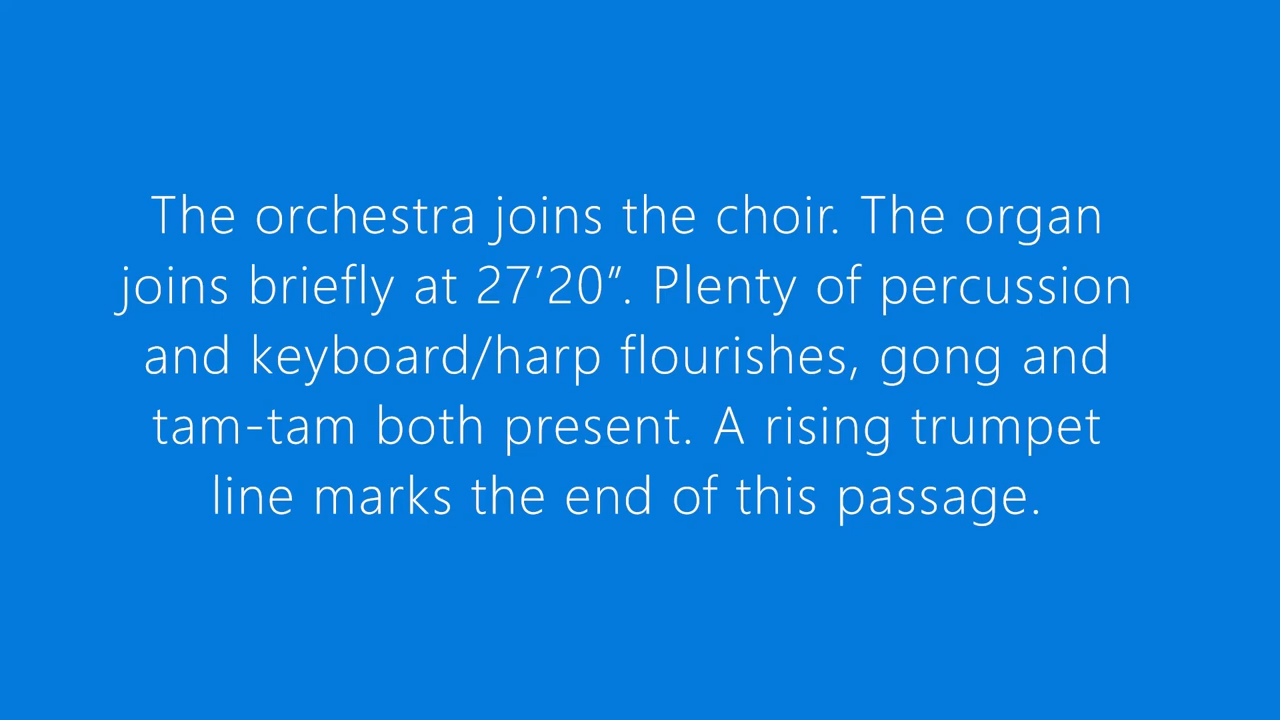 The orchestra joins the choir. The organ
joins briefly at 27’20”. Plenty of percussion
and keyboard/harp flourishes, gong and
tam-tam both present. A rising trumpet
line marks the end of this passage.